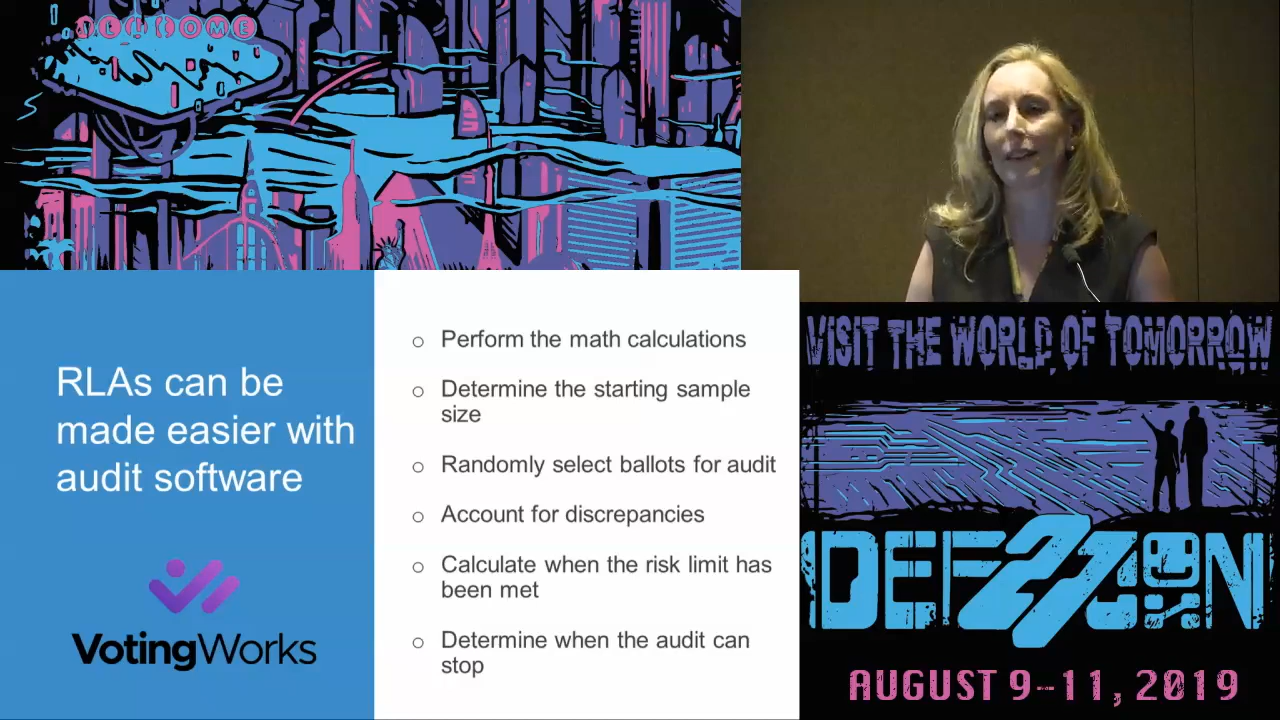 WELCOME
RLAs can be
made easier with
audit software
VotingWorks
○ Perform the math calculations
○ Determine the starting sample
size
○ Randomly select ballots for audit
○ Account for discrepancies
○ Calculate when the risk limit has
been met
○ Determine when the audit can
stop
VISIT THE WORLD OF TOMORROW
DEF27CON
AUGUST 9-11, 2019